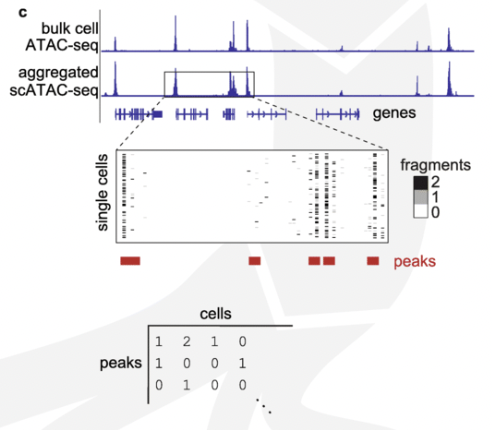 c
bulk cell
ATAC-seq
aggregated
scATAC-seq
genes
single cells
fragments
2
1
0
peaks
cells
peaks
1 2 1 0
1 0 0 1
0 1 0 0